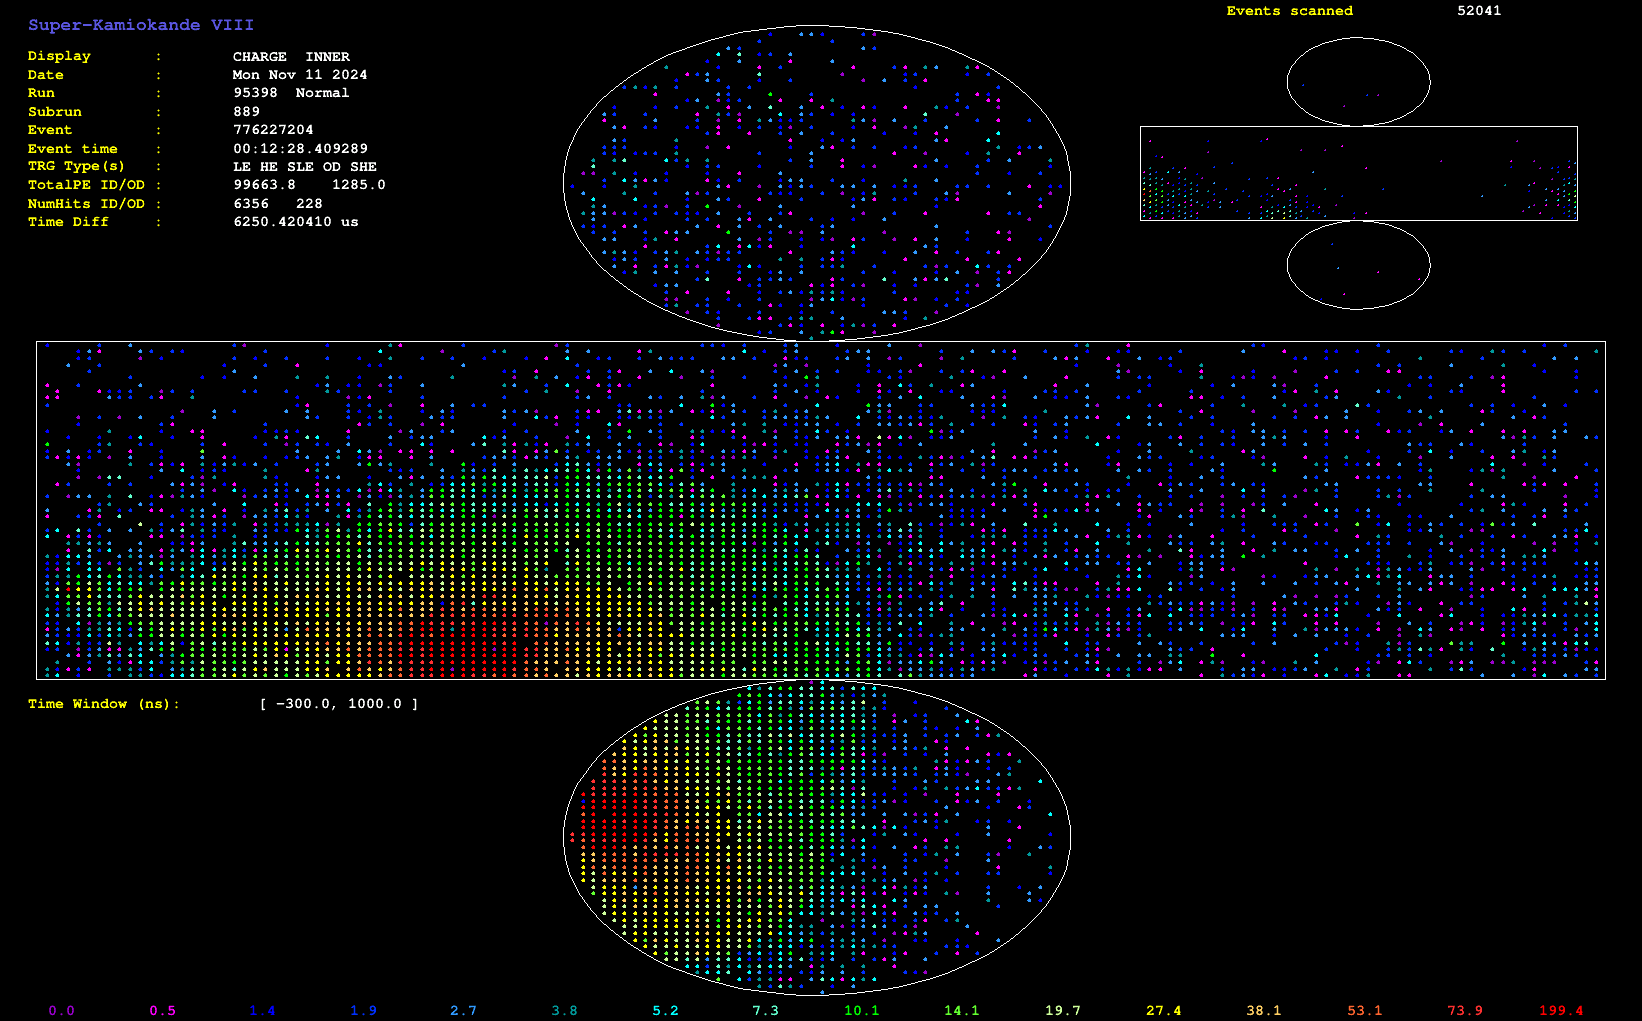 Super-Kamiokande VIII
Events scanned 52041
Display : CHARGE INNER
Date : Mon Nov 11 2024
Run : 95398 Normal
Subrun : 889
Event : 776227204
Event time : 00:12:28.409289
TRG Type(s) : LE HE SLE OD SHE
TotalPE ID/OD : 99663.8 1285.0
NumHits ID/OD : 6356 228
Time Diff : 6250.420410 us
Time Window (ns): [ -300.0, 1000.0 ]
0.0 0.5 1.4 1.9 2.7 3.8 5.2 7.3 10.1 14.1 19.7 27.4 38.1 53.1 73.9 199.4